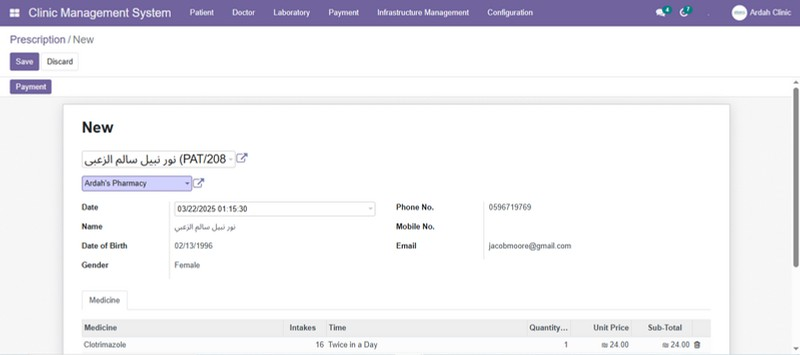 Clinic Management System Patient Doctor Laboratory Payment Infrastructure Management Configuration 4 7 Ardah Clinic
Prescription / New
Save Discard
Payment
New
نور نبيل سالم الزعبي (PAT/208
Ardah's Pharmacy
Date 03/22/2025 01:15:30 Phone No. 0596719769
Name نور نبيل سالم الزعبي Mobile No.
Date of Birth 02/13/1996 Email jacobmoore@gmail.com
Gender Female
Medicine
Medicine Intakes Time Quantity... Unit Price Sub-Total
Clotrimazole 16 Twice in a Day 1 ₪ 24.00 ₪ 24.00